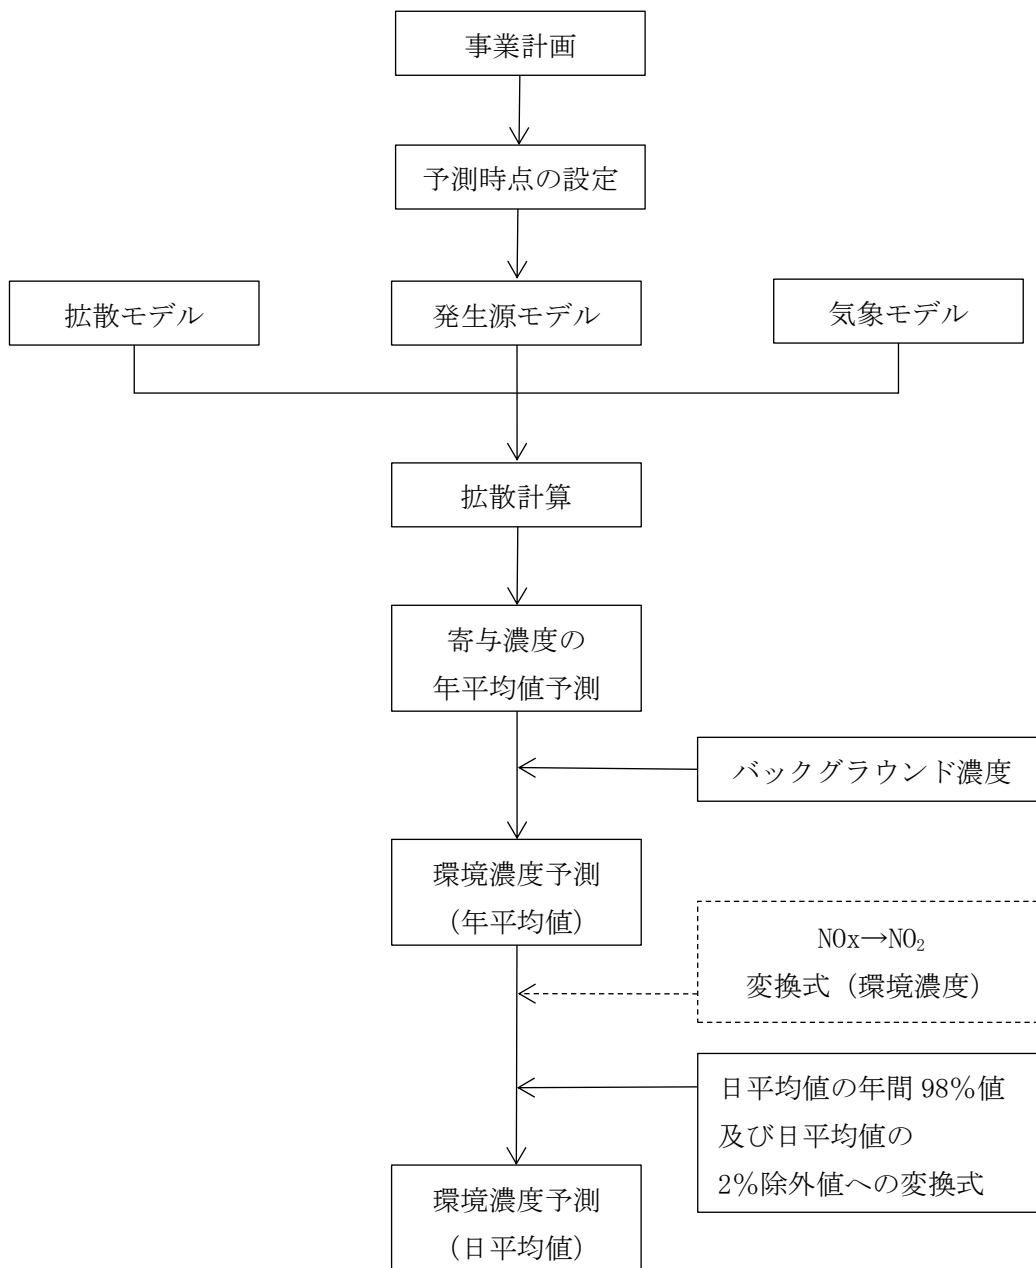 事業計画
予測時点の設定
拡散モデル
発生源モデル
気象モデル
拡散計算
寄与濃度の
年平均値予測
バックグラウンド濃度
環境濃度予測
（年平均値）
NOx→NO₂
変換式（環境濃度）
日平均値の年間 98％値
及び日平均値の
2％除外値への変換式
環境濃度予測
（日平均値）